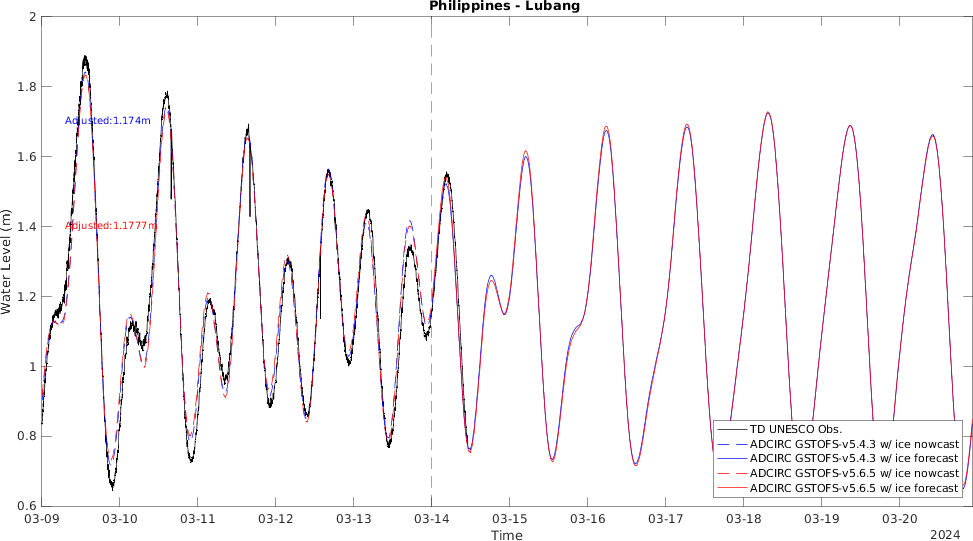 Philippines - Lubang
2
1.8
1.6
1.4
1.2
1
0.8
0.6
Water Level (m)
Adjusted:1.174m
Adjusted:1.1777m
TD UNESCO Obs.
ADCIRC GSTOFS-v5.4.3 w/ ice nowcast
ADCIRC GSTOFS-v5.4.3 w/ ice forecast
ADCIRC GSTOFS-v5.6.5 w/ ice nowcast
ADCIRC GSTOFS-v5.6.5 w/ ice forecast
03-09 03-10 03-11 03-12 03-13 03-14 03-15 03-16 03-17 03-18 03-19 03-20
Time
2024